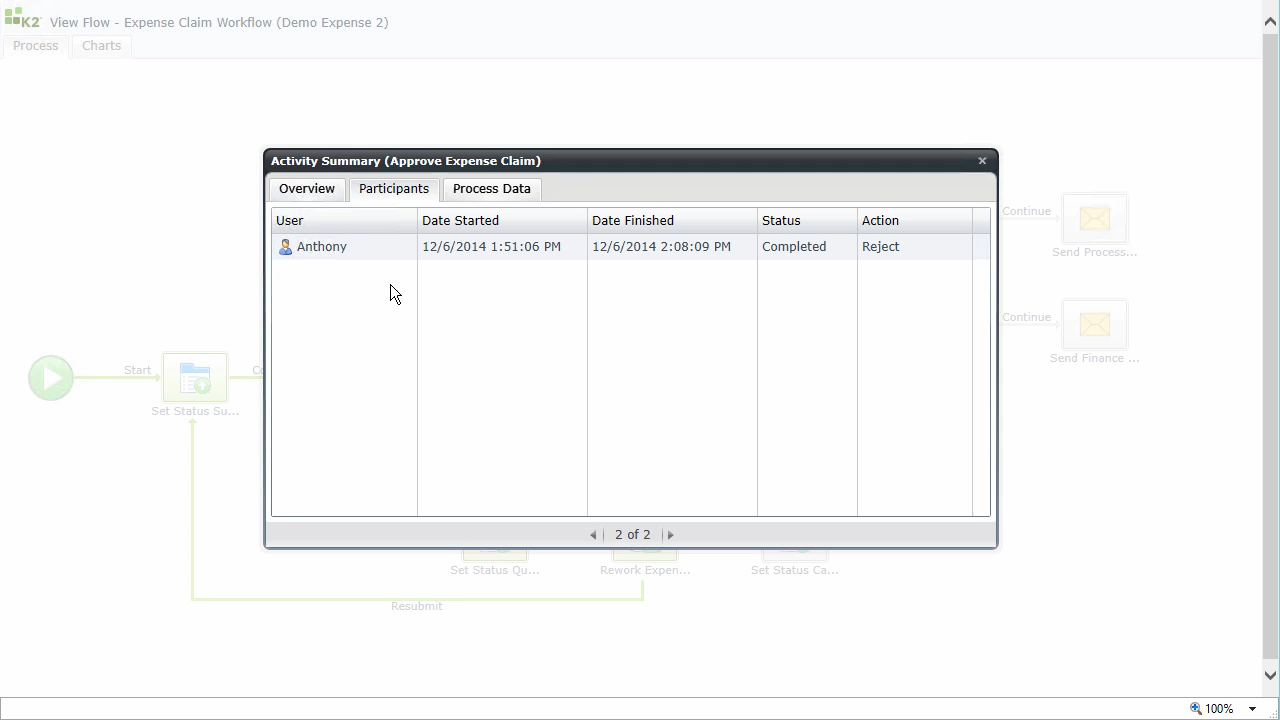 K2 View Flow - Expense Claim Workflow (Demo Expense 2)
Process Charts
Activity Summary (Approve Expense Claim)
Overview Participants Process Data
User Date Started Date Finished Status Action
Anthony 12/6/2014 1:51:06 PM 12/6/2014 2:08:09 PM Completed Reject
Continue
Send Process...
Continue
Send Finance ...
Start Co
Set Status Su...
2 of 2
Set Status Qu... Rework Expen... Set Status Ca...
Resubmit
100%